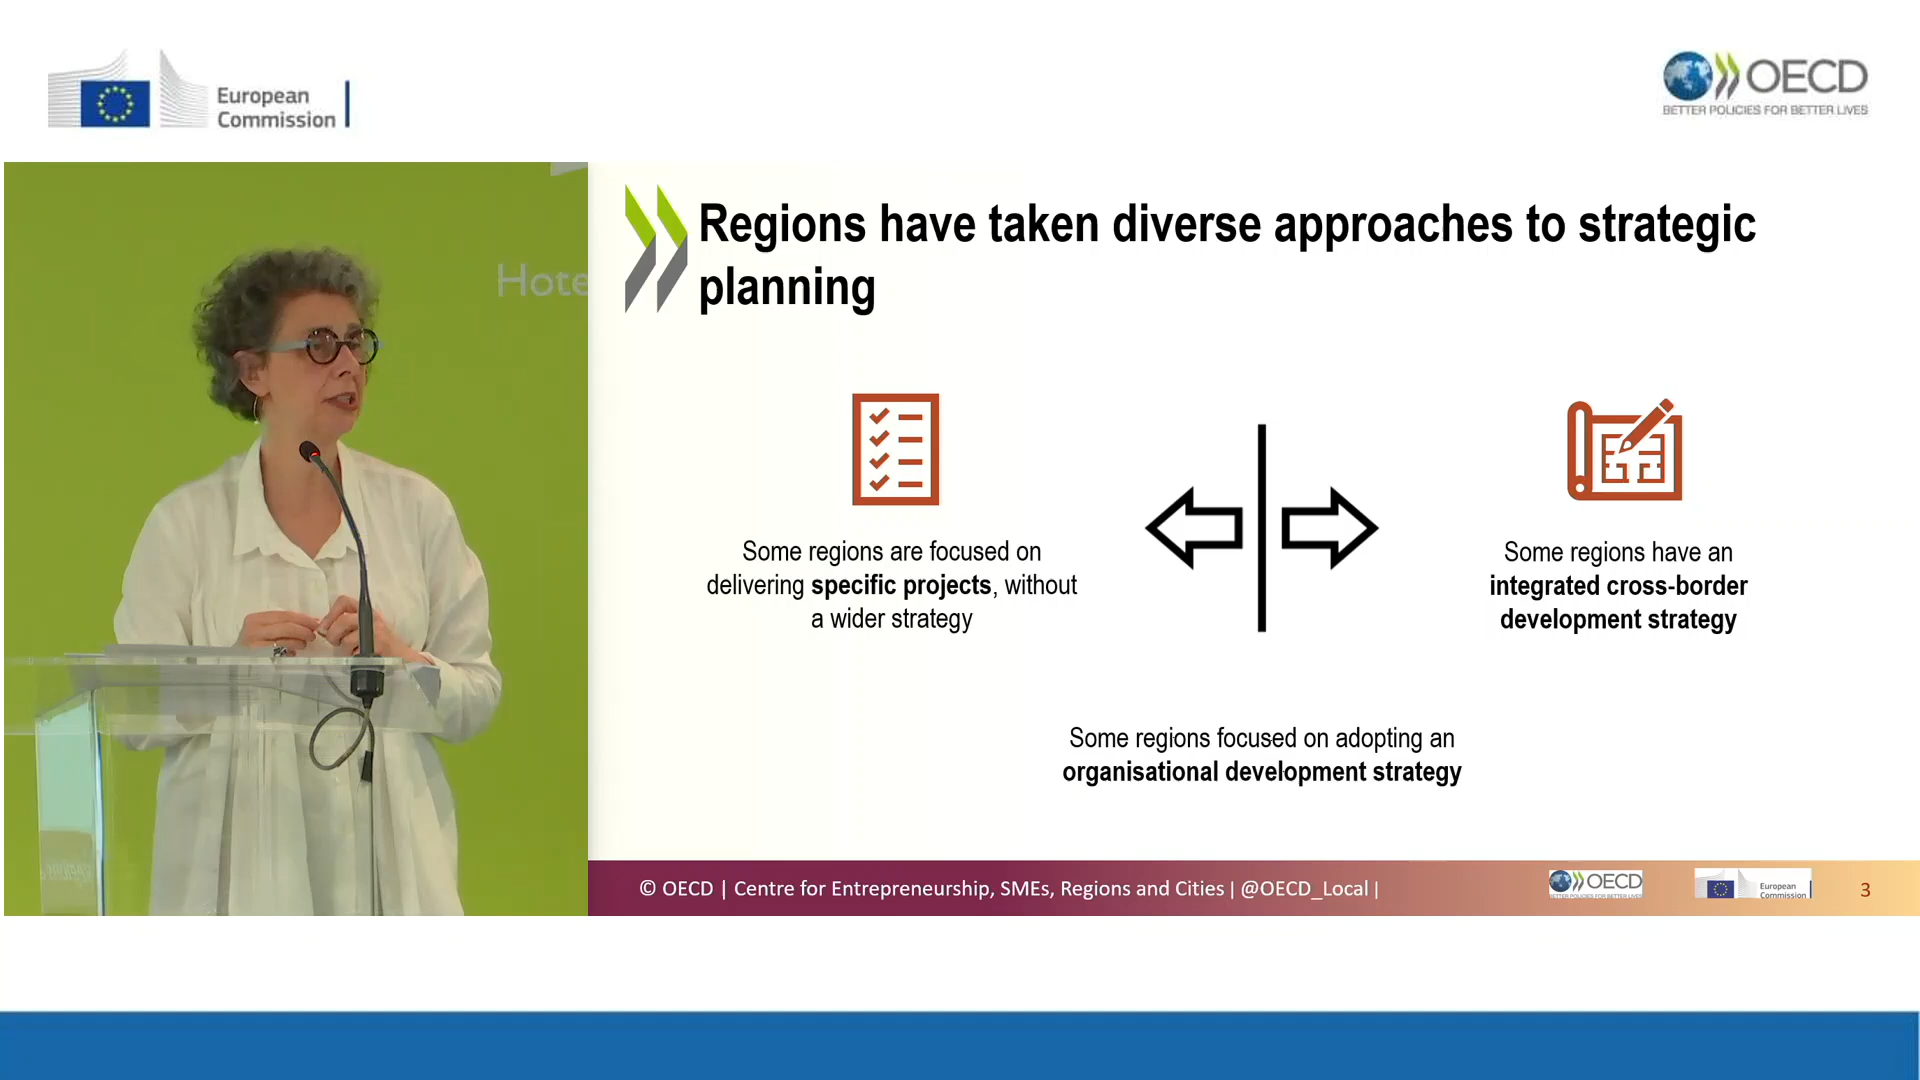 European
Commission
OECD
BETTER POLICIES FOR BETTER LIVES
Hote
Regions have taken diverse approaches to strategic
planning
Some regions are focused on
delivering specific projects, without
a wider strategy
Some regions have an
integrated cross-border
development strategy
Some regions focused on adopting an
organisational development strategy
© OECD | Centre for Entrepreneurship, SMEs, Regions and Cities | @OECD_Local |
OECD
European
Commission
3